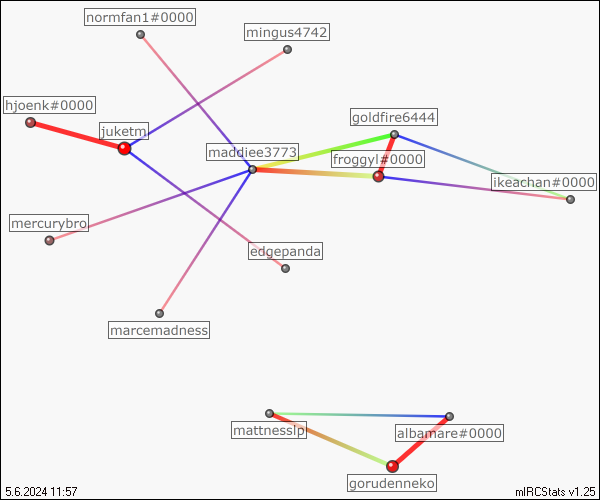 normfan1#0000
mingus4742
hjoenk#0000
goldfire6444
juketm
maddiee3773
froggyl#0000
ikeachan#0000
mercurybro
edgepanda
marcemadness
mattnesslp
albamare#0000
gorudenneko
5.6.2024 11:57
mIRCStats v1.25